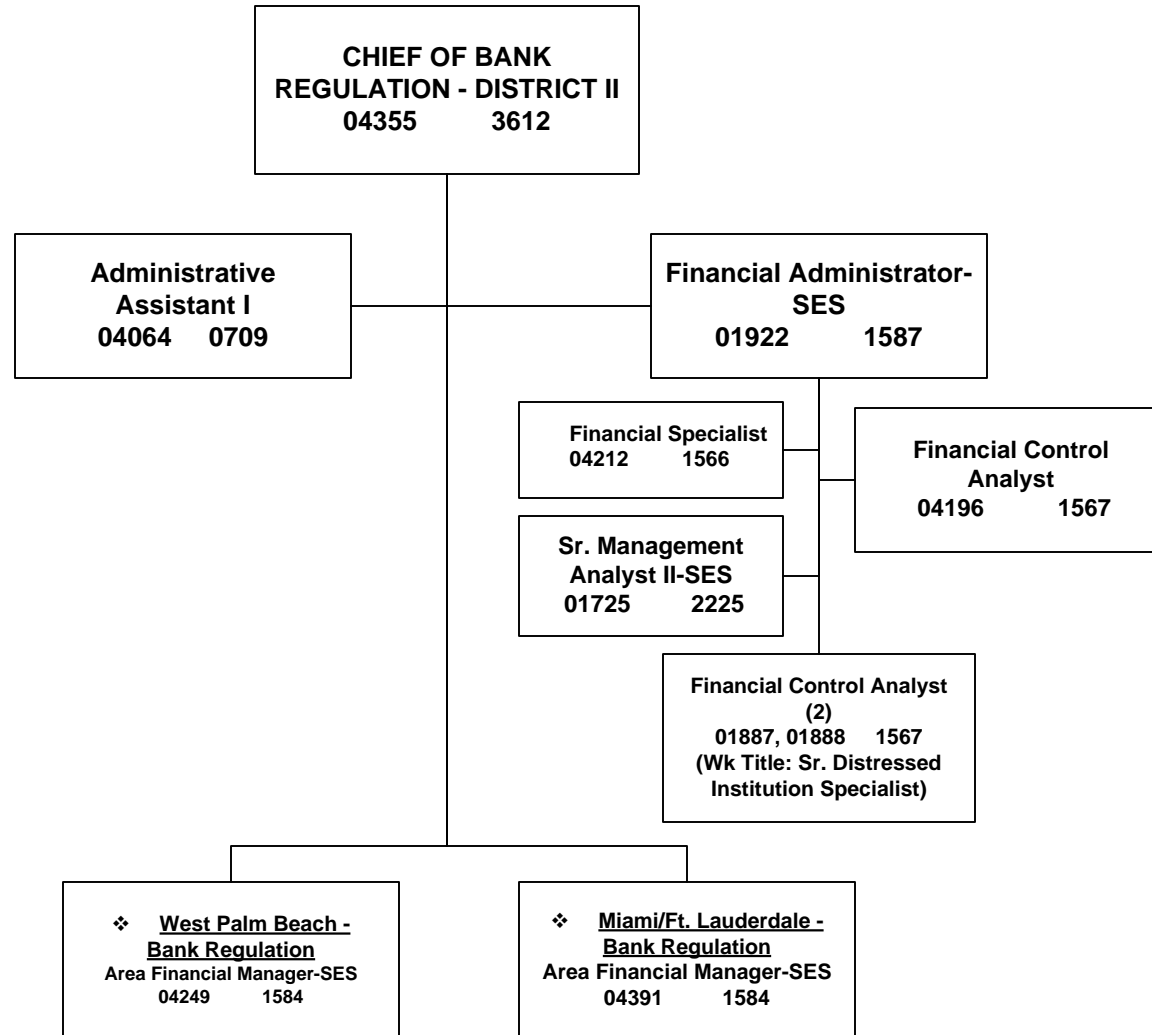 CHIEF OF BANK
REGULATION - DISTRICT II
04355 3612
Administrative
Assistant I
04064 0709
Financial Administrator-
SES
01922 1587
Financial Specialist
04212 1566
Financial Control
Analyst
04196 1567
Sr. Management
Analyst II-SES
01725 2225
Financial Control Analyst
(2)
01887, 01888 1567
(Wk Title: Sr. Distressed
Institution Specialist)
❖ West Palm Beach -
Bank Regulation
Area Financial Manager-SES
04249 1584
❖ Miami/Ft. Lauderdale -
Bank Regulation
Area Financial Manager-SES
04391 1584